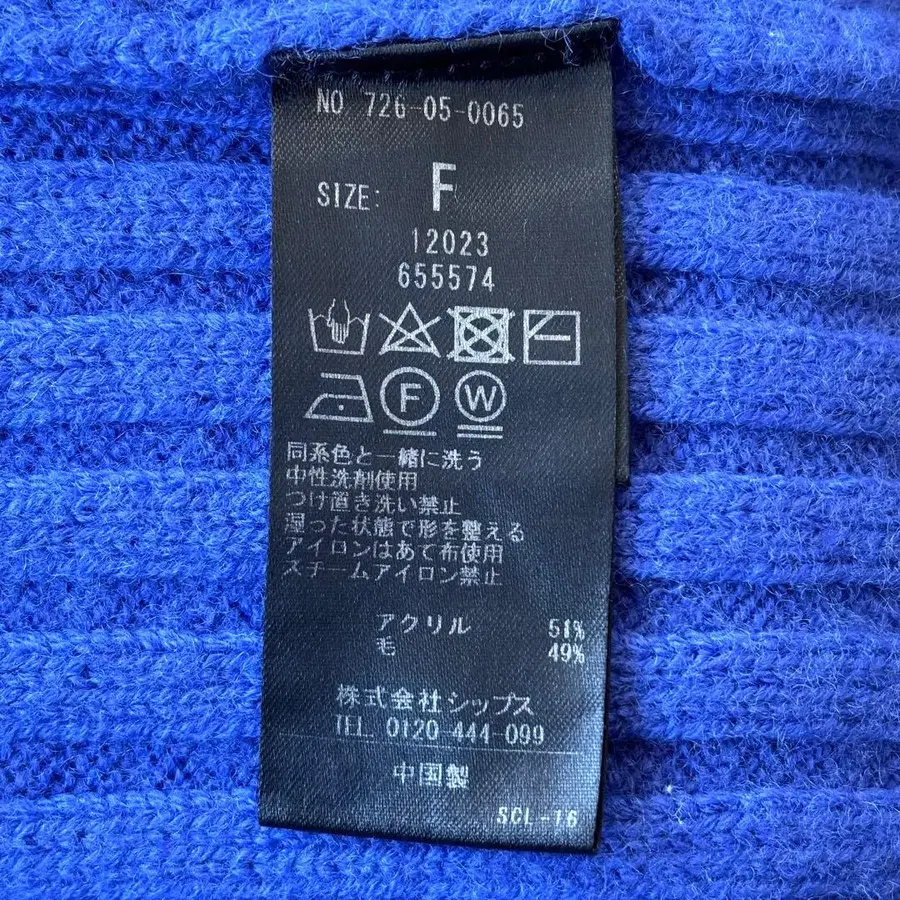 NO 726-05-0065
SIZE: F
12023
655574
F W
同系色と一緒に洗う
中性洗剤使用
つけ置き洗い禁止
湿った状態で形を整える
アイロンはあて布使用
スチームアイロン禁止
アクリル 51%
毛 49%
株式会社シップス
TEL. 0120-444-099
中国製
SCL-16